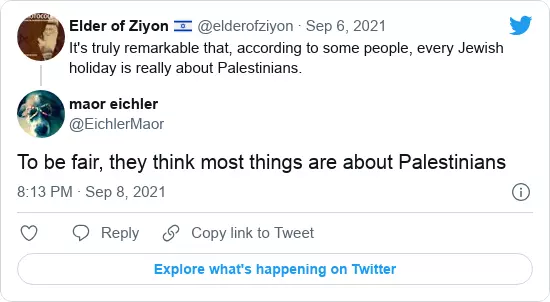 Elder of Ziyon 🇮🇱 @elderofziyon · Sep 6, 2021
It's truly remarkable that, according to some people, every Jewish
holiday is really about Palestinians.
maor eichler
@EichlerMaor
To be fair, they think most things are about Palestinians
8:13 PM · Sep 8, 2021
Reply
Copy link to Tweet
Explore what's happening on Twitter